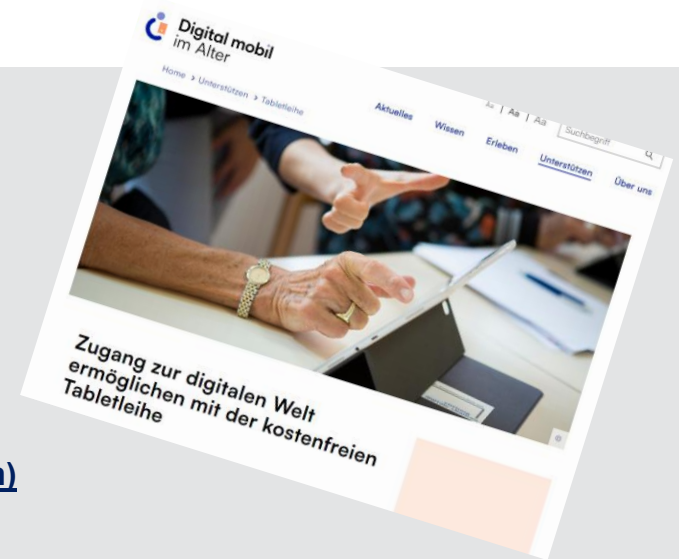 Digital mobil
im Alter
Home > Unterstützen > Tabletleihe
Aa | Aa | Aa
Suchbegriff
Aktuelles
Wissen
Erleben
Unterstützen
Über uns
Zugang zur digitalen Welt
ermöglichen mit der kostenfreien
Tabletleihe
)